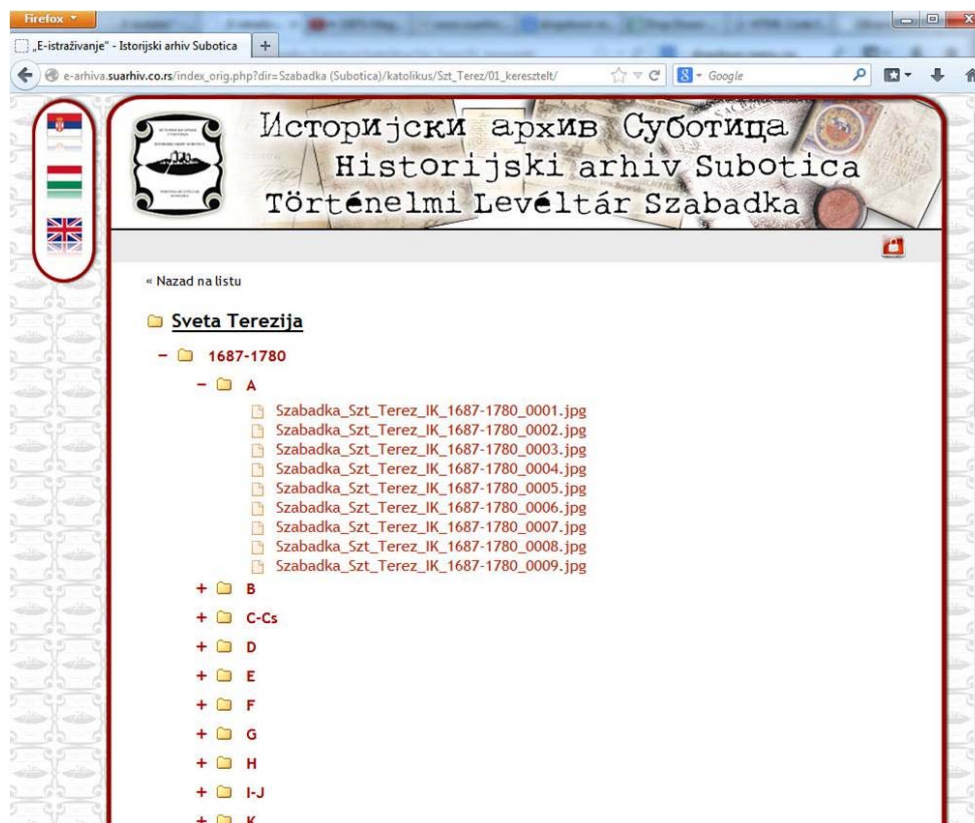 Firefox
„E-istraživanje" - Istorijski arhiv Subotica
e-arhiva.suarhiv.co.rs/index_orig.php?dir=Szabadka (Subotica)/katolikus/Szt_Terez/01_keresztelt/
Google
Историјски архив Суботица
Historijski arhiv Subotica
Történelmi Levéltár Szabadka
« Nazad na listu
Sveta Terezija
− 1687-1780
− A
Szabadka_Szt_Terez_IK_1687-1780_0001.jpg
Szabadka_Szt_Terez_IK_1687-1780_0002.jpg
Szabadka_Szt_Terez_IK_1687-1780_0003.jpg
Szabadka_Szt_Terez_IK_1687-1780_0004.jpg
Szabadka_Szt_Terez_IK_1687-1780_0005.jpg
Szabadka_Szt_Terez_IK_1687-1780_0006.jpg
Szabadka_Szt_Terez_IK_1687-1780_0007.jpg
Szabadka_Szt_Terez_IK_1687-1780_0008.jpg
Szabadka_Szt_Terez_IK_1687-1780_0009.jpg
+ B
+ C-Cs
+ D
+ E
+ F
+ G
+ H
+ I-J
+ K